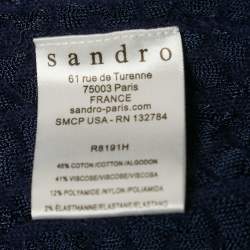 sandro
61 rue de Turenne
75003 Paris
FRANCE
sandro-paris.com
SMCP USA - RN 132784
R8191H
45% COTON/COTTON/ALGODON
41% VISCOSE/VISCOSE/VISCOSA
12% POLYAMIDE/NYLON/POLIAMIDA
2% ÉLASTHANNE/ELASTANE/ELASTANO